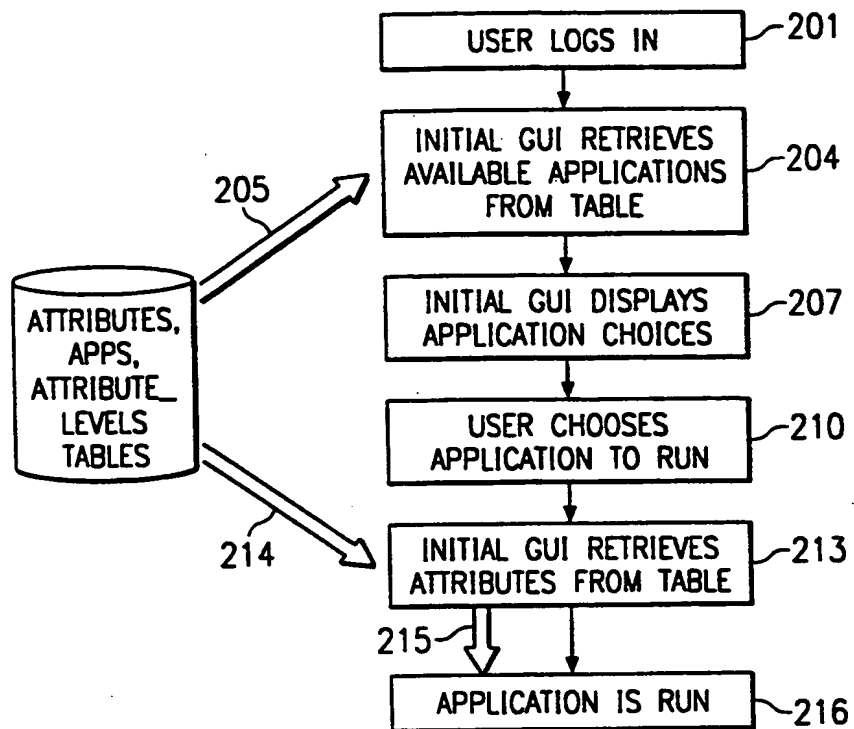 USER LOGS IN
201
INITIAL GUI RETRIEVES
AVAILABLE APPLICATIONS
FROM TABLE
204
205
INITIAL GUI DISPLAYS
APPLICATION CHOICES
207
ATTRIBUTES,
APPS,
ATTRIBUTE_
LEVELS
TABLES
USER CHOOSES
APPLICATION TO RUN
210
214
INITIAL GUI RETRIEVES
ATTRIBUTES FROM TABLE
213
215
APPLICATION IS RUN
216